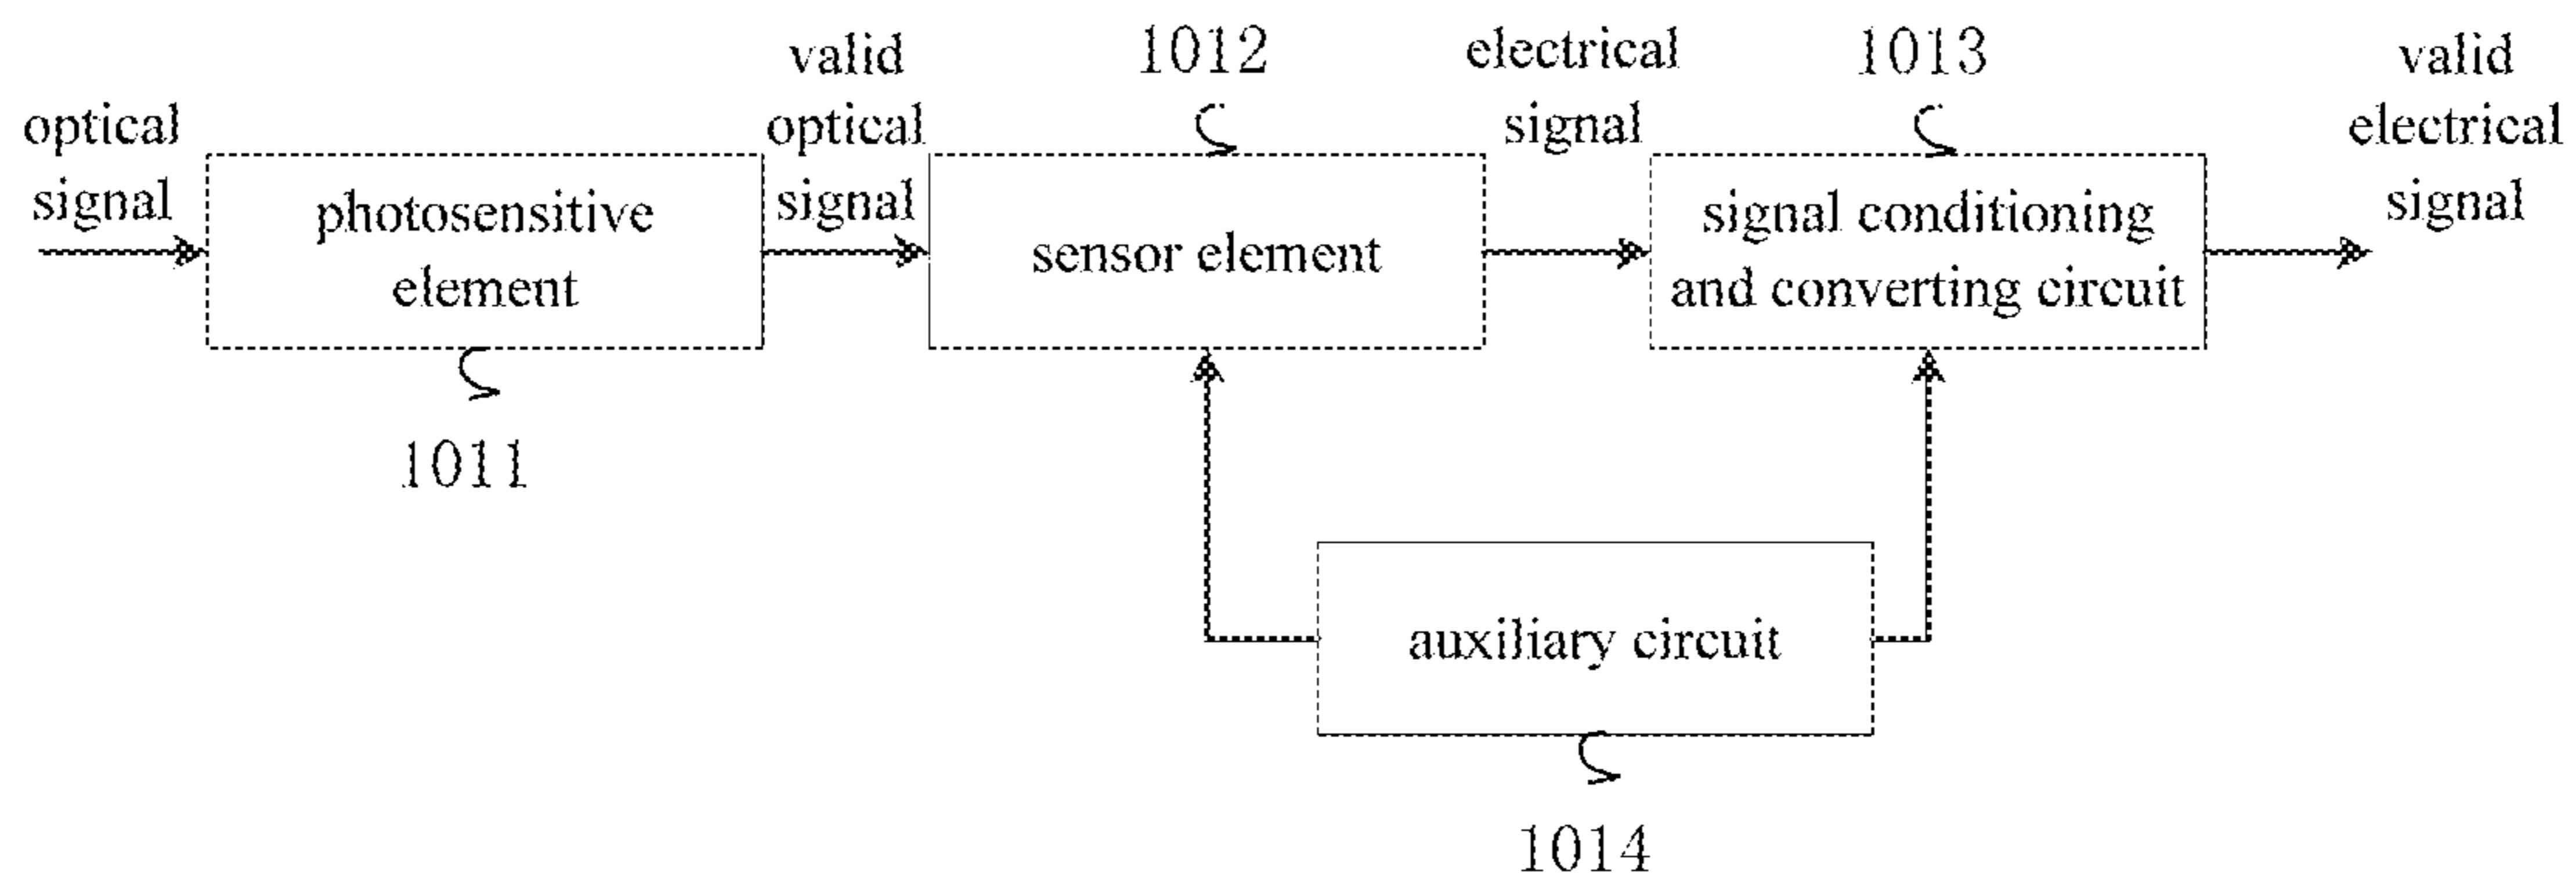 optical
signal
photosensitive
element
1011
valid
optical
signal
1012
sensor element
electrical
signal
1013
signal conditioning
and converting circuit
valid
electrical
signal
auxiliary circuit
1014